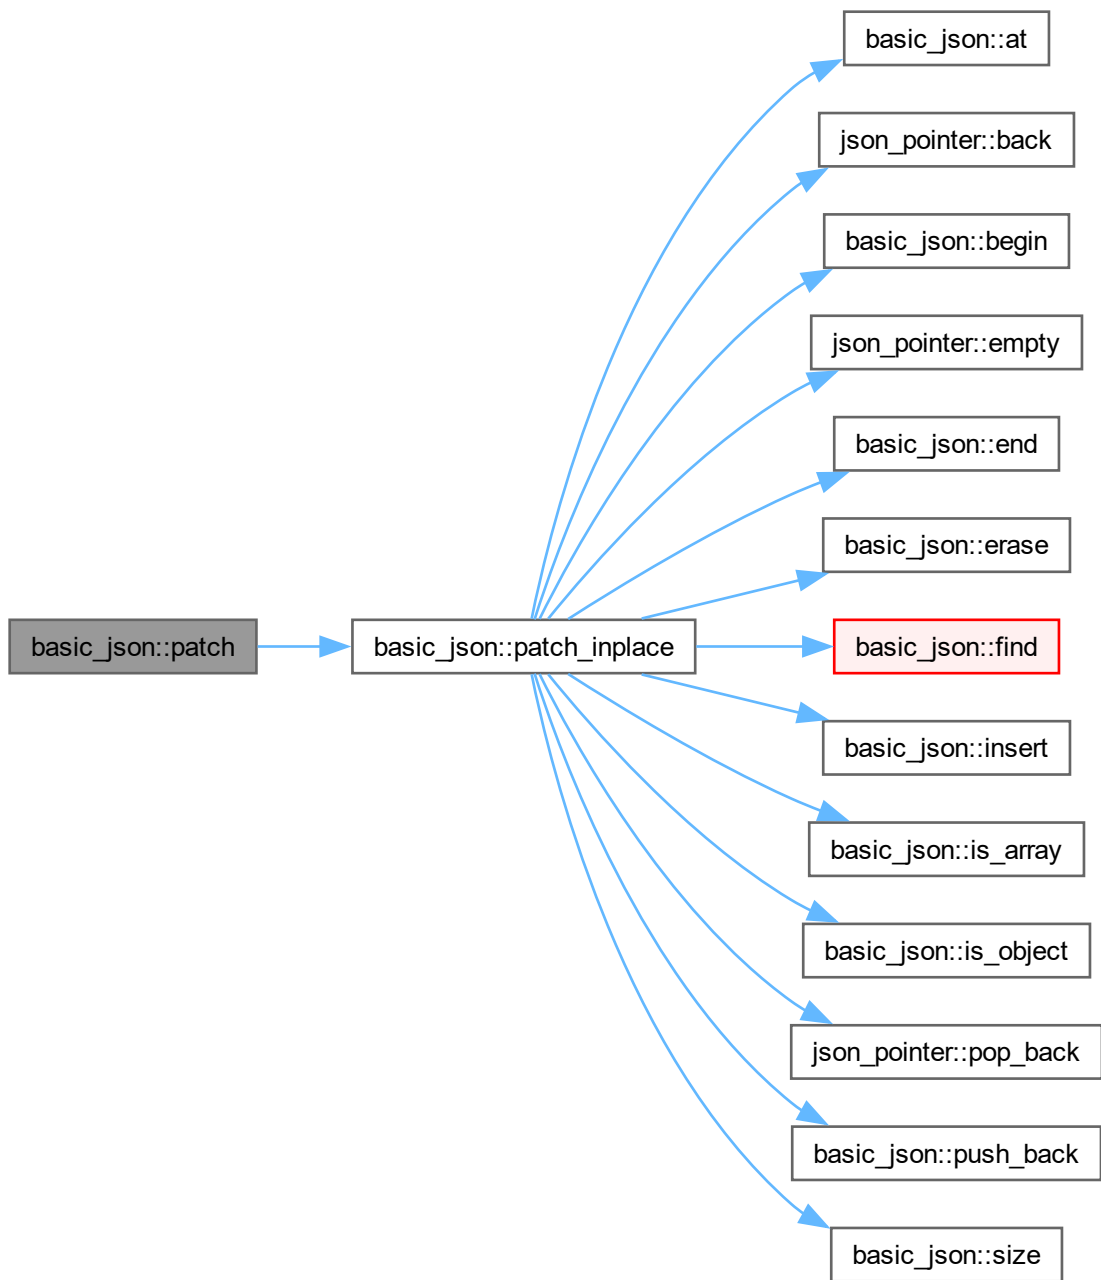 basic_json::at
json_pointer::back
basic_json::begin
json_pointer::empty
basic_json::end
basic_json::erase
basic_json::patch
basic_json::patch_inplace
basic_json::find
basic_json::insert
basic_json::is_array
basic_json::is_object
json_pointer::pop_back
basic_json::push_back
basic_json::size